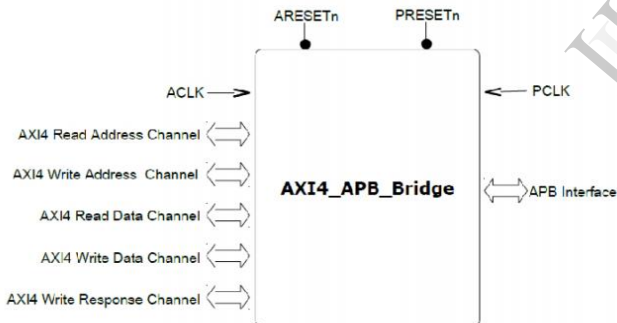 ARESETn PRESETn
ACLK PCLK
AXI4 Read Address Channel
AXI4 Write Address Channel
AXI4_APB_Bridge
APB Interface
AXI4 Read Data Channel
AXI4 Write Data Channel
AXI4 Write Response Channel